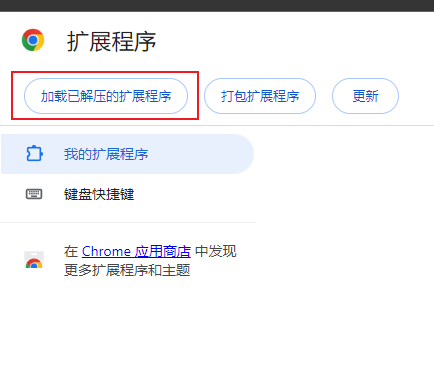 扩展程序
加载已解压的扩展程序 打包扩展程序 更新
我的扩展程序
键盘快捷键
在 Chrome 应用商店 中发现
更多扩展程序和主题